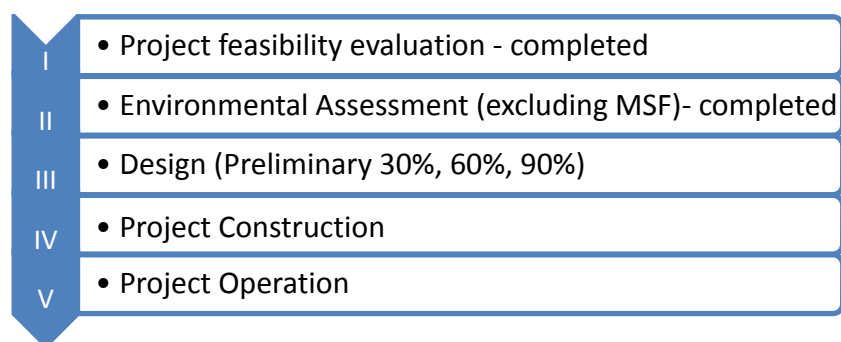 I
• Project feasibility evaluation - completed
II
• Environmental Assessment (excluding MSF)- completed
III
• Design (Preliminary 30%, 60%, 90%)
IV
• Project Construction
V
• Project Operation